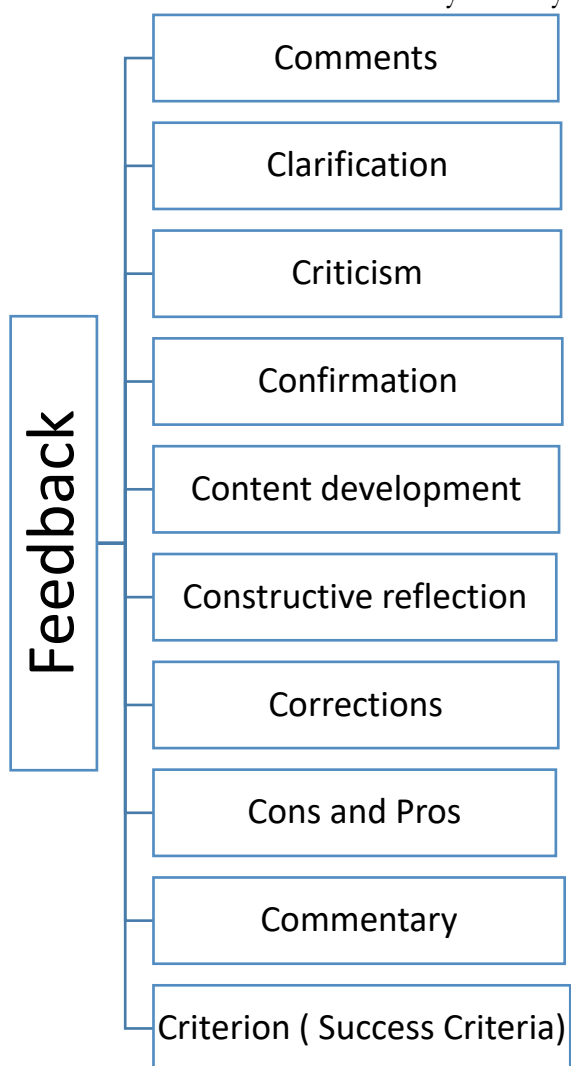 Comments
Clarification
Criticism
Confirmation
Feedback
Content development
Constructive reflection
Corrections
Cons and Pros
Commentary
Criterion ( Success Criteria)